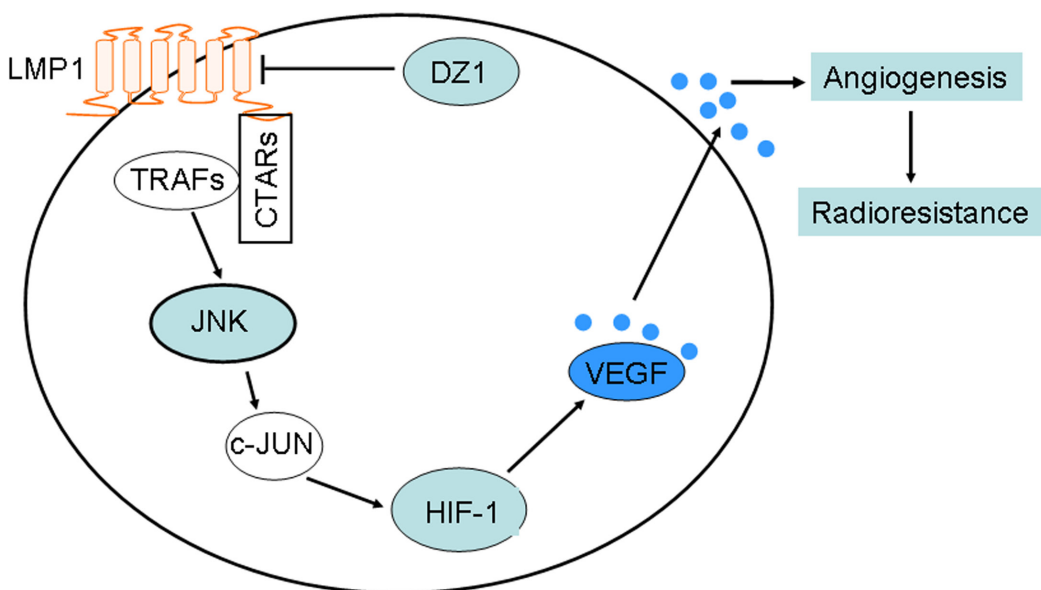 LMP1
DZ1
Angiogenesis
TRAFs
CTARs
Radioresistance
JNK
VEGF
c-JUN
HIF-1